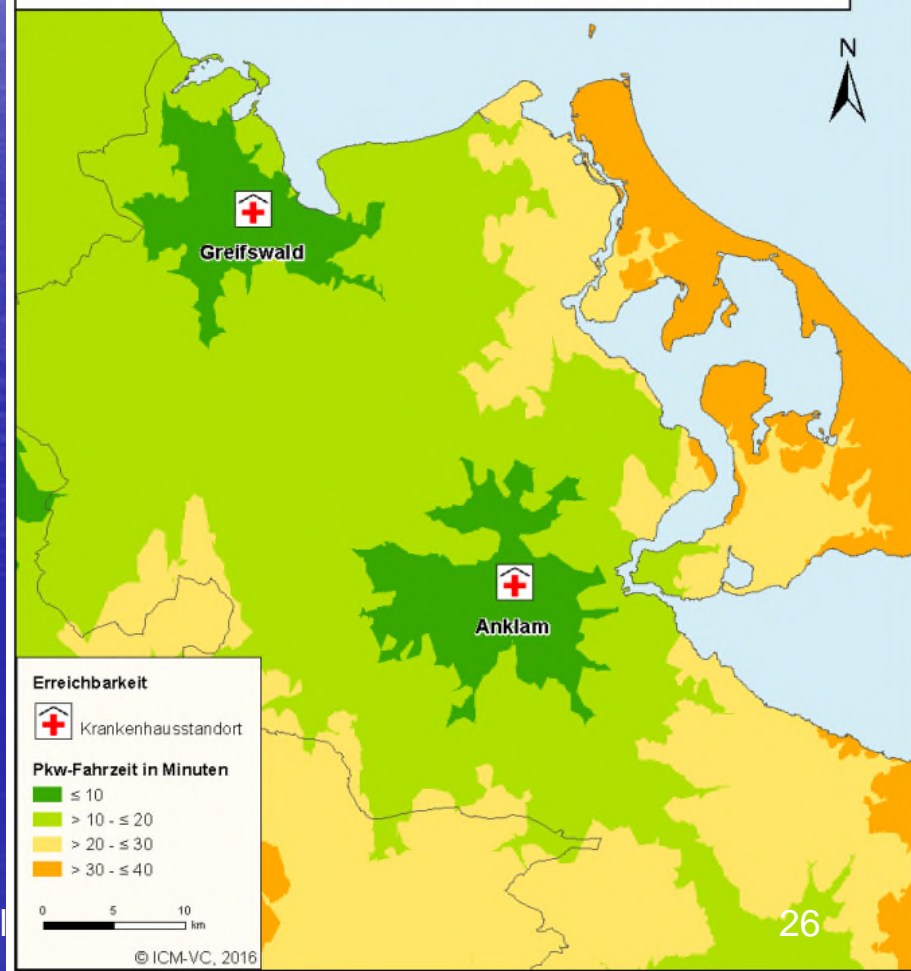 N
Greifswald
Anklam
Erreichbarkeit
Krankenhausstandort
Pkw-Fahrzeit in Minuten
≤ 10
> 10 - ≤ 20
> 20 - ≤ 30
> 30 - ≤ 40
0 5 10
km
© ICM-VC, 2016
26